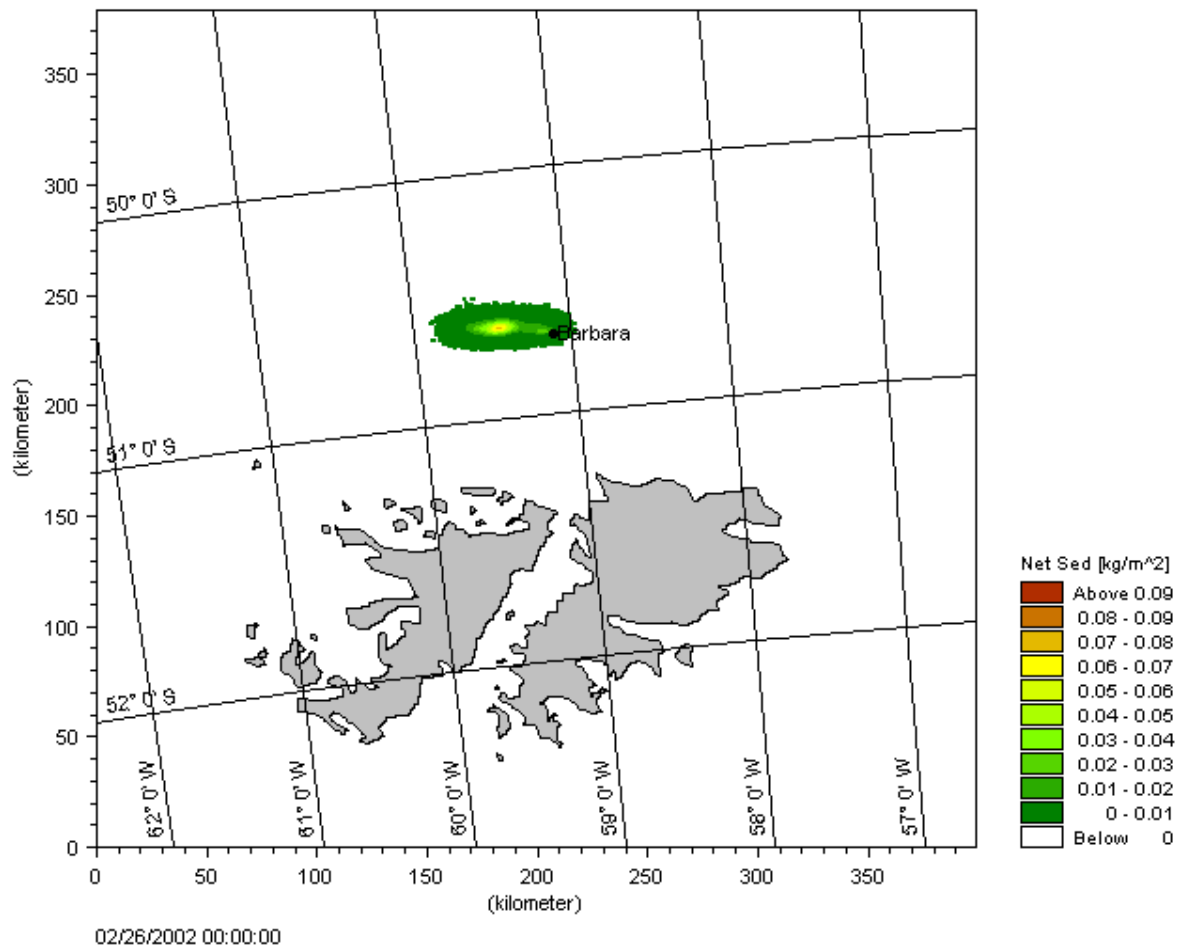 350
300
250
200
150
100
50
0
(kilometer)
50° 0' S
51° 0' S
52° 0' S
Barbara
62° 0' W
61° 0' W
60° 0' W
59° 0' W
58° 0' W
57° 0' W
0 50 100 150 200 250 300 350
(kilometer)
02/26/2002 00:00:00
Net Sed [kg/m^2]
Above 0.09
0.08 - 0.09
0.07 - 0.08
0.06 - 0.07
0.05 - 0.06
0.04 - 0.05
0.03 - 0.04
0.02 - 0.03
0.01 - 0.02
0 - 0.01
Below 0